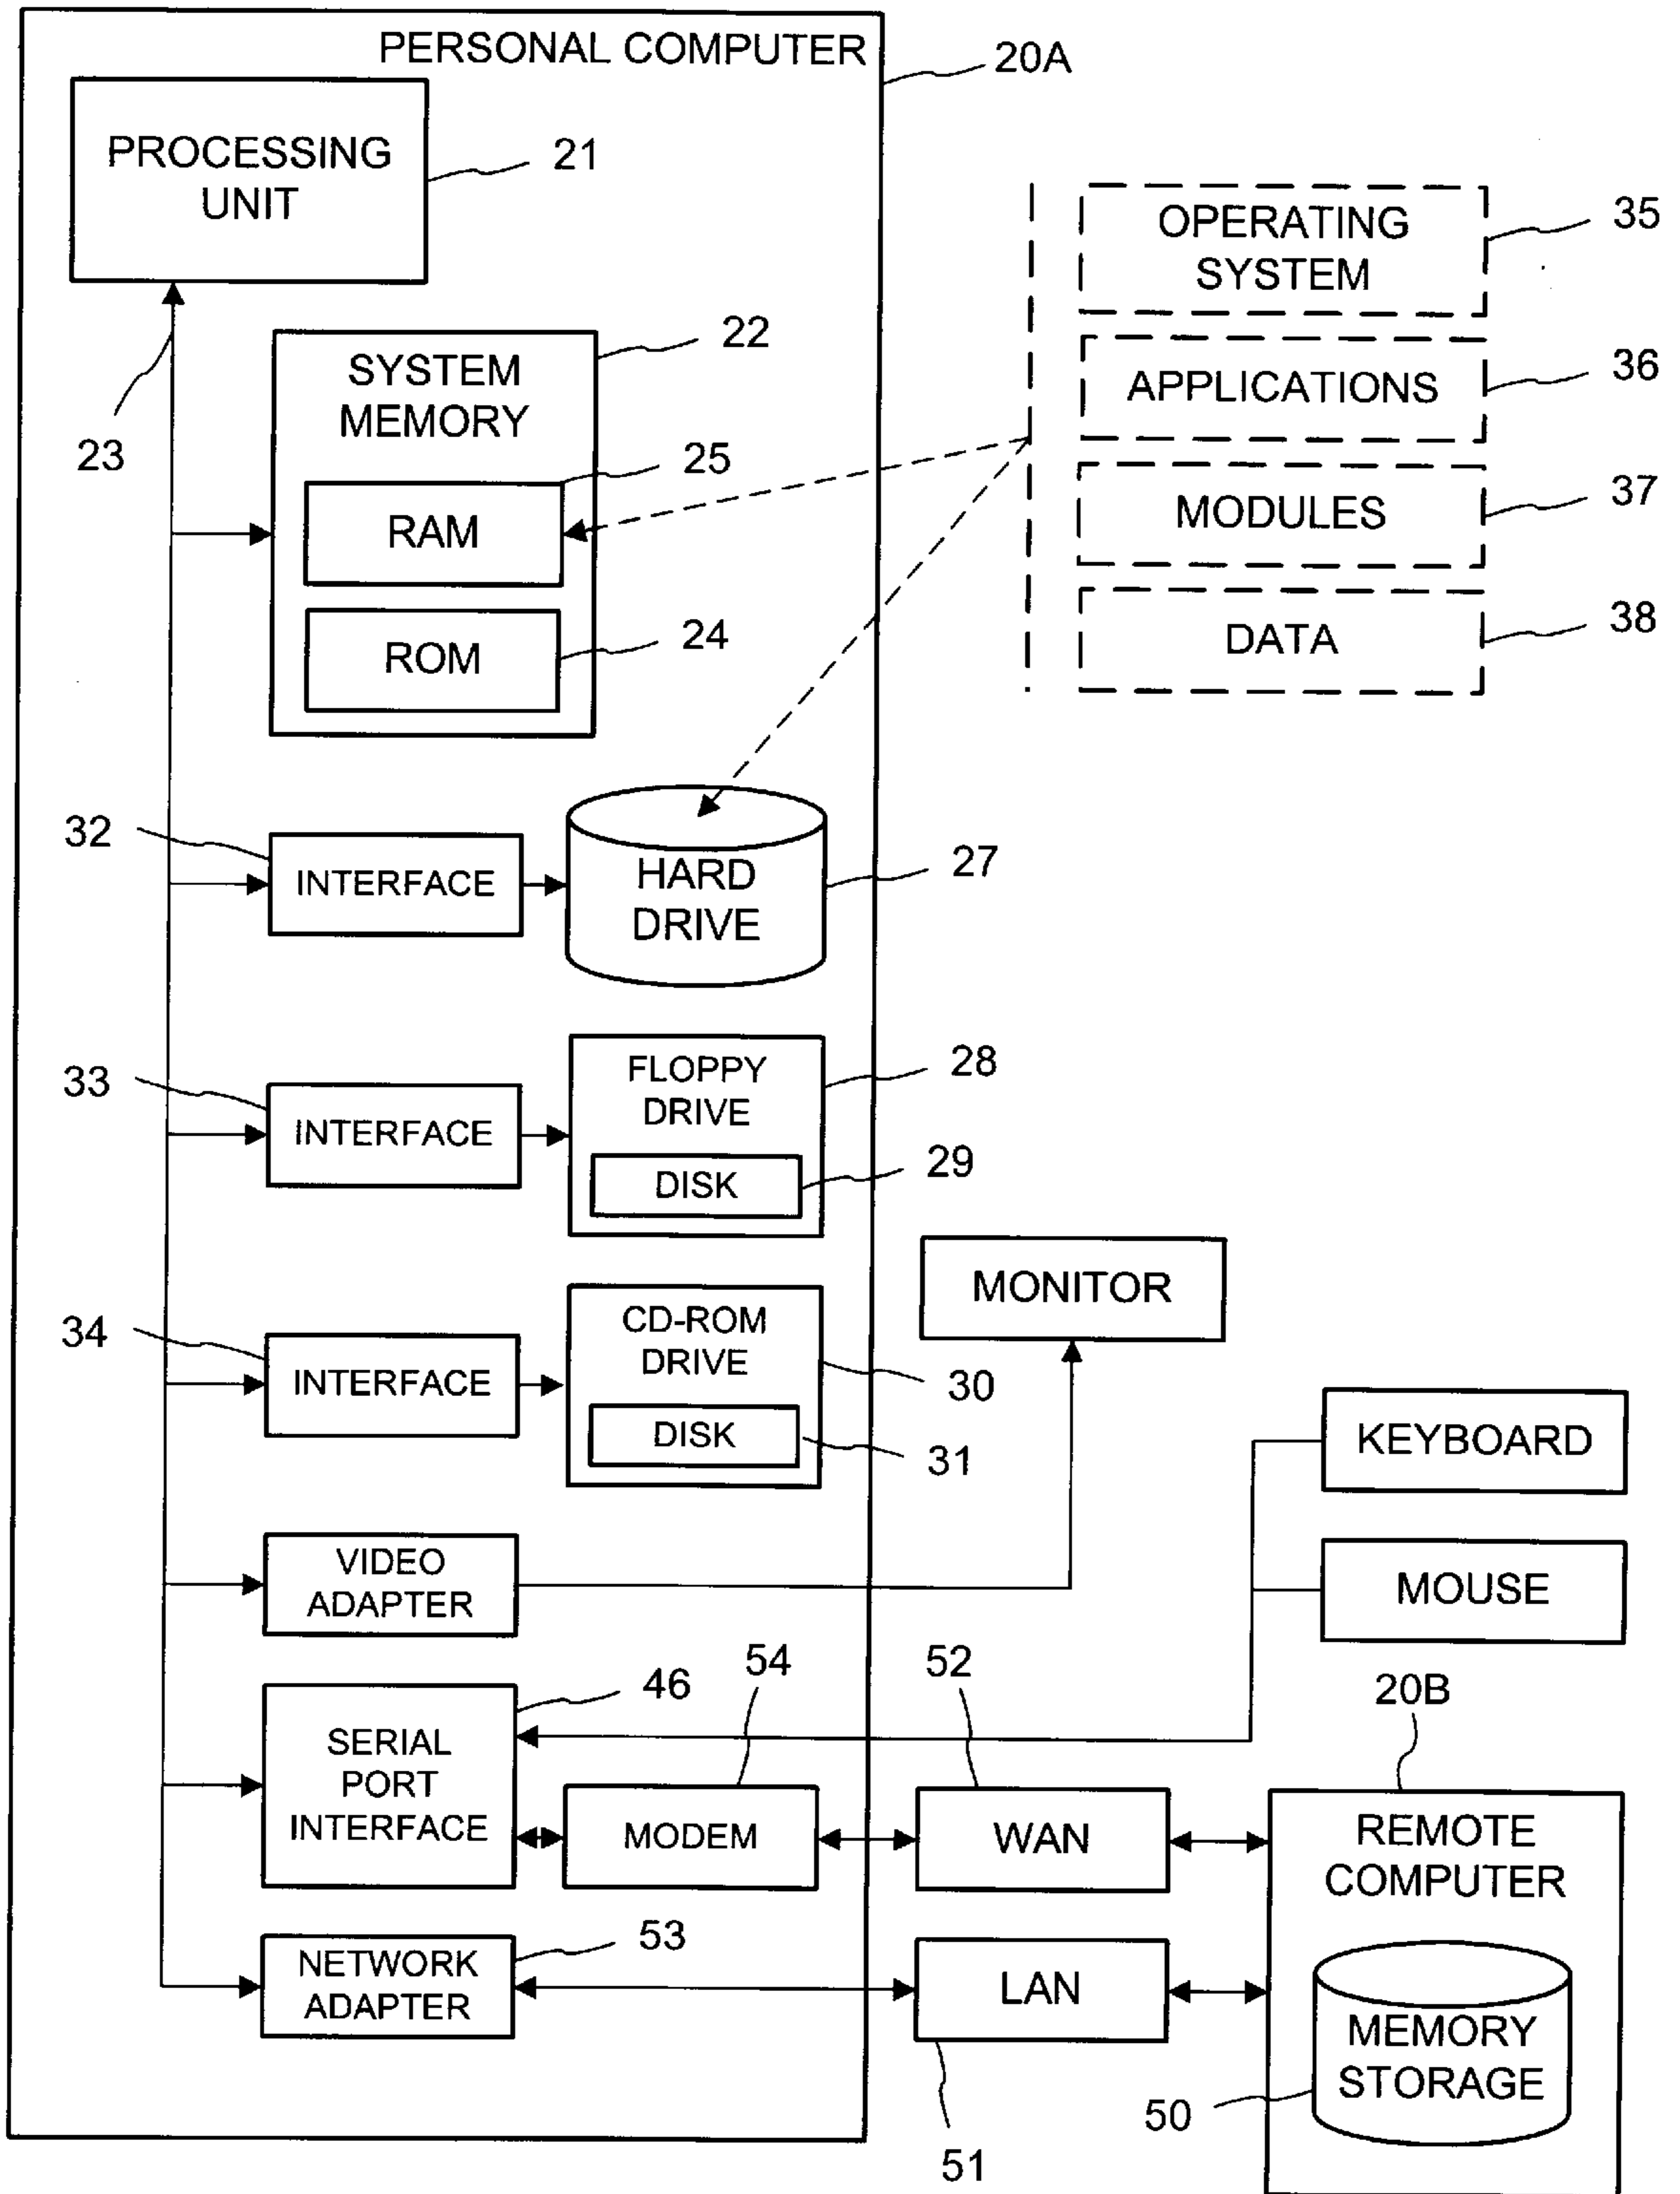 PERSONAL COMPUTER
20A
PROCESSING
UNIT
21
23
SYSTEM
MEMORY
22
RAM
25
ROM
24
OPERATING
SYSTEM
35
APPLICATIONS
36
MODULES
37
DATA
38
32
INTERFACE
HARD
DRIVE
27
33
INTERFACE
FLOPPY
DRIVE
28
DISK
29
34
INTERFACE
CD-ROM
DRIVE
30
DISK
31
MONITOR
KEYBOARD
MOUSE
VIDEO
ADAPTER
46
SERIAL
PORT
INTERFACE
54
MODEM
52
WAN
20B
REMOTE
COMPUTER
NETWORK
ADAPTER
53
LAN
51
MEMORY
STORAGE
50